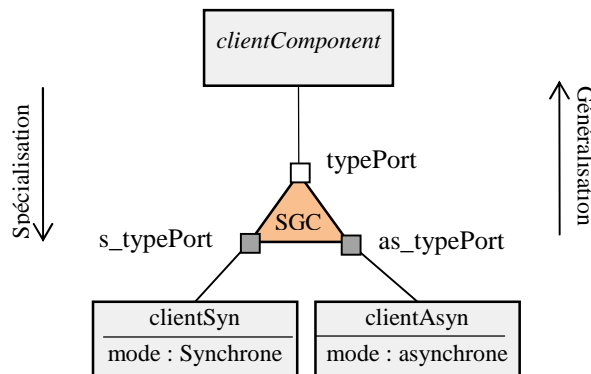 clientComponent
Spécialisation
Généralisation
typePort
SGC
s_typePort
as_typePort
clientSyn
mode : Synchrone
clientAsyn
mode : asynchrone